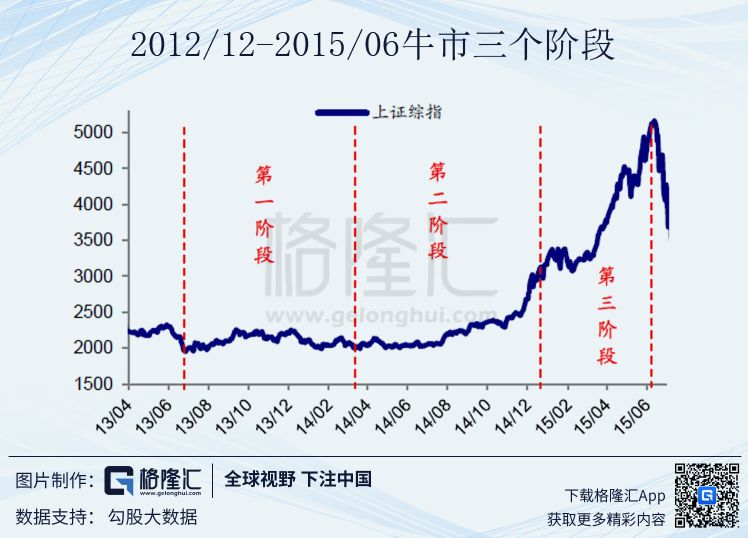 2012/12-2015/06牛市三个阶段
上证综指
5000
4500
4000
3500
3000
2500
2000
1500
第一阶段
第二阶段
第三阶段
格隆汇
www.gelonghui.com
13/04
13/06
13/08
13/10
13/12
14/02
14/04
14/06
14/08
14/10
14/12
15/02
15/04
15/06
图片制作：
格隆汇
www.gelonghui.com
全球视野 下注中国
数据支持： 勾股大数据
下载格隆汇App
获取更多精彩内容